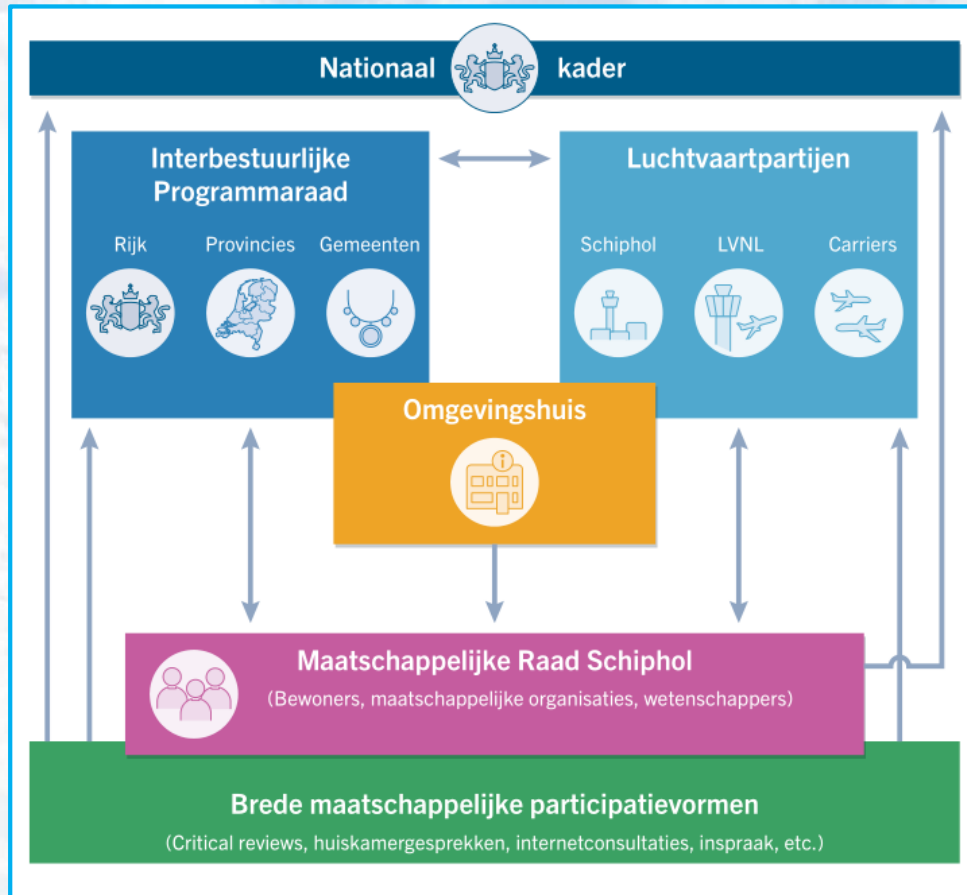 Nationaal kader
Interbestuurlijke
Programmaraad
Rijk Provincies Gemeenten
Luchtvaartpartijen
Schiphol LVNL Carriers
Omgevingshuis
Maatschappelijke Raad Schiphol
(Bewoners, maatschappelijke organisaties, wetenschappers)
Brede maatschappelijke participatievormen
(Critical reviews, huiskamergesprekken, internetconsultaties, inspraak, etc.)